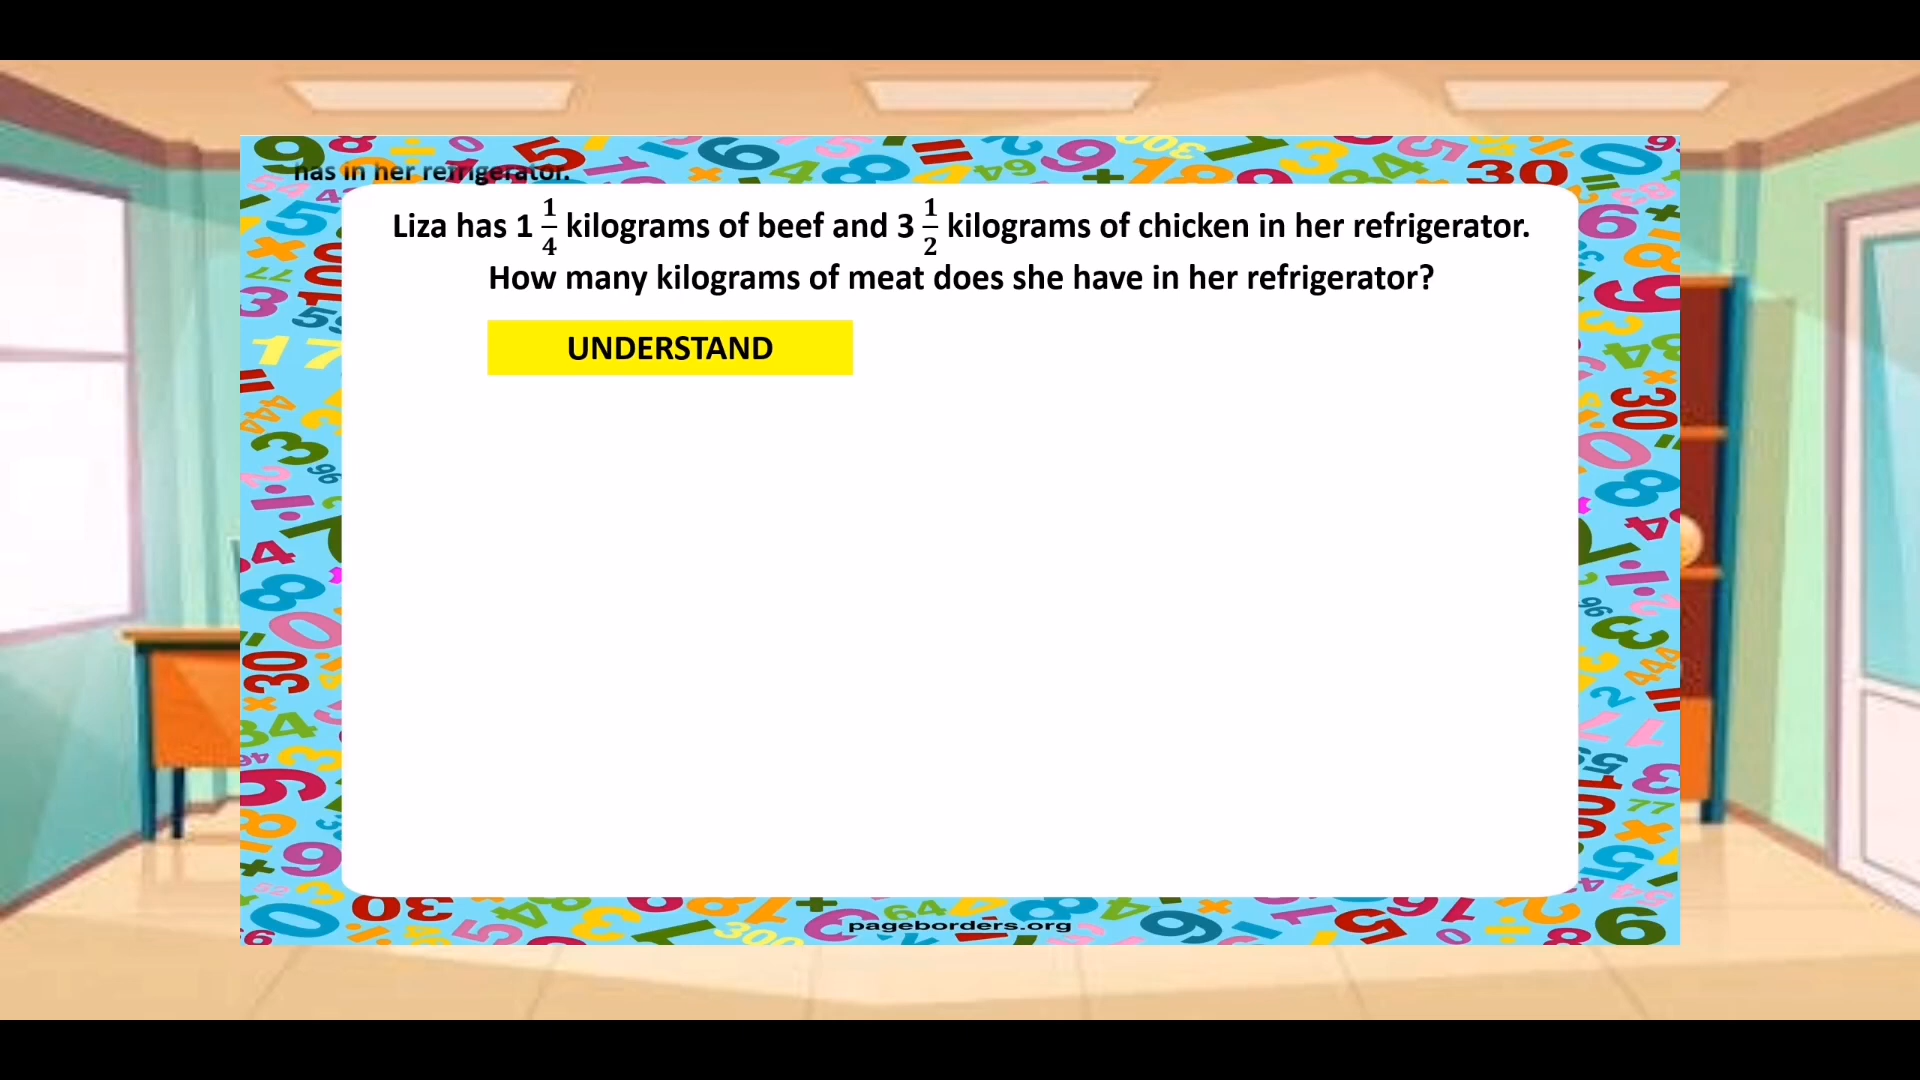 has in her refrigerator.
Liza has 1 1/4 kilograms of beef and 3 1/2 kilograms of chicken in her refrigerator.
How many kilograms of meat does she have in her refrigerator?
UNDERSTAND
pageborders.org